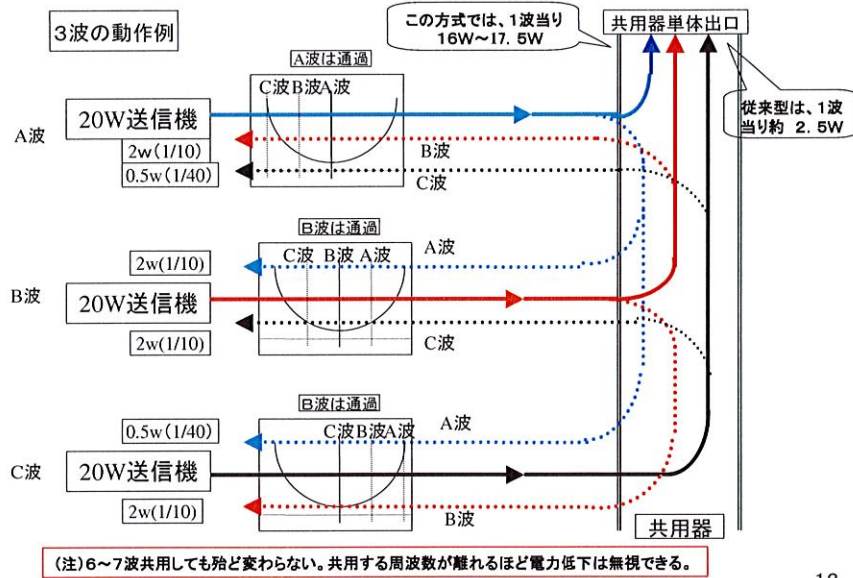 3波の動作例
この方式では、1波当り
16W～17.5W
共用器単体出口
従来型は、1波
当り約 2.5W
A波は通過
C波 B波 A波
A波
20W送信機
2w(1/10)
0.5w(1/40)
B波
C波
B波は通過
C波 B波 A波
A波
2w(1/10)
B波
20W送信機
2w(1/10)
C波
B波は通過
C波 B波 A波
A波
0.5w(1/40)
C波
20W送信機
2w(1/10)
B波
共用器
(注)6～7波共用しても殆ど変わらない。共用する周波数が離れるほど電力低下は無視できる。